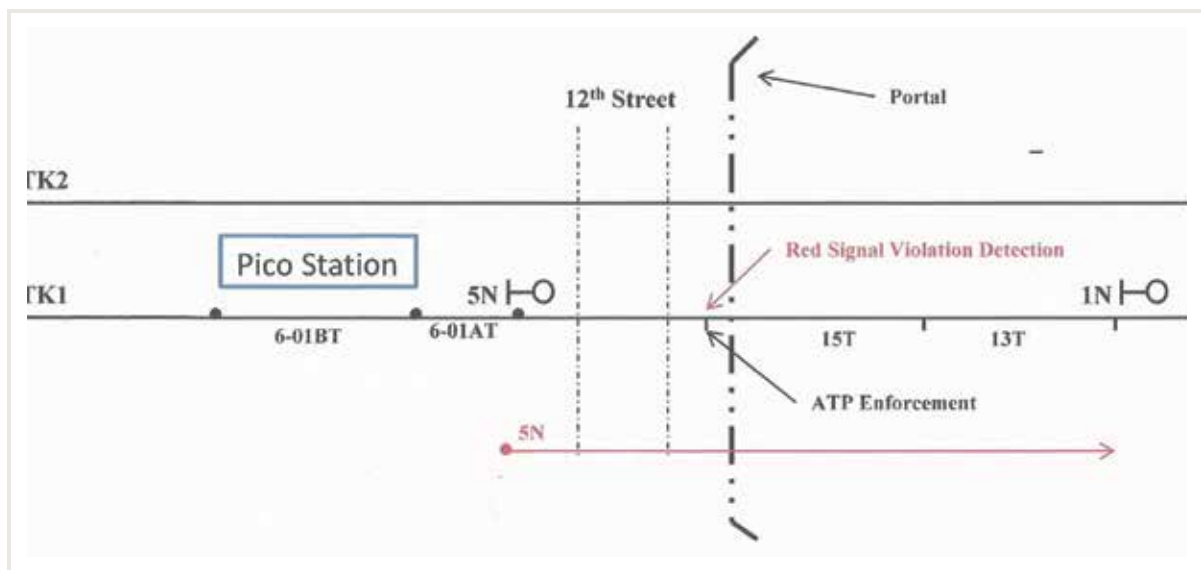 12th Street
Portal
TK2
Pico Station
Red Signal Violation Detection
TK1
5N
1N
6-01BT
6-01AT
15T
13T
ATP Enforcement
5N